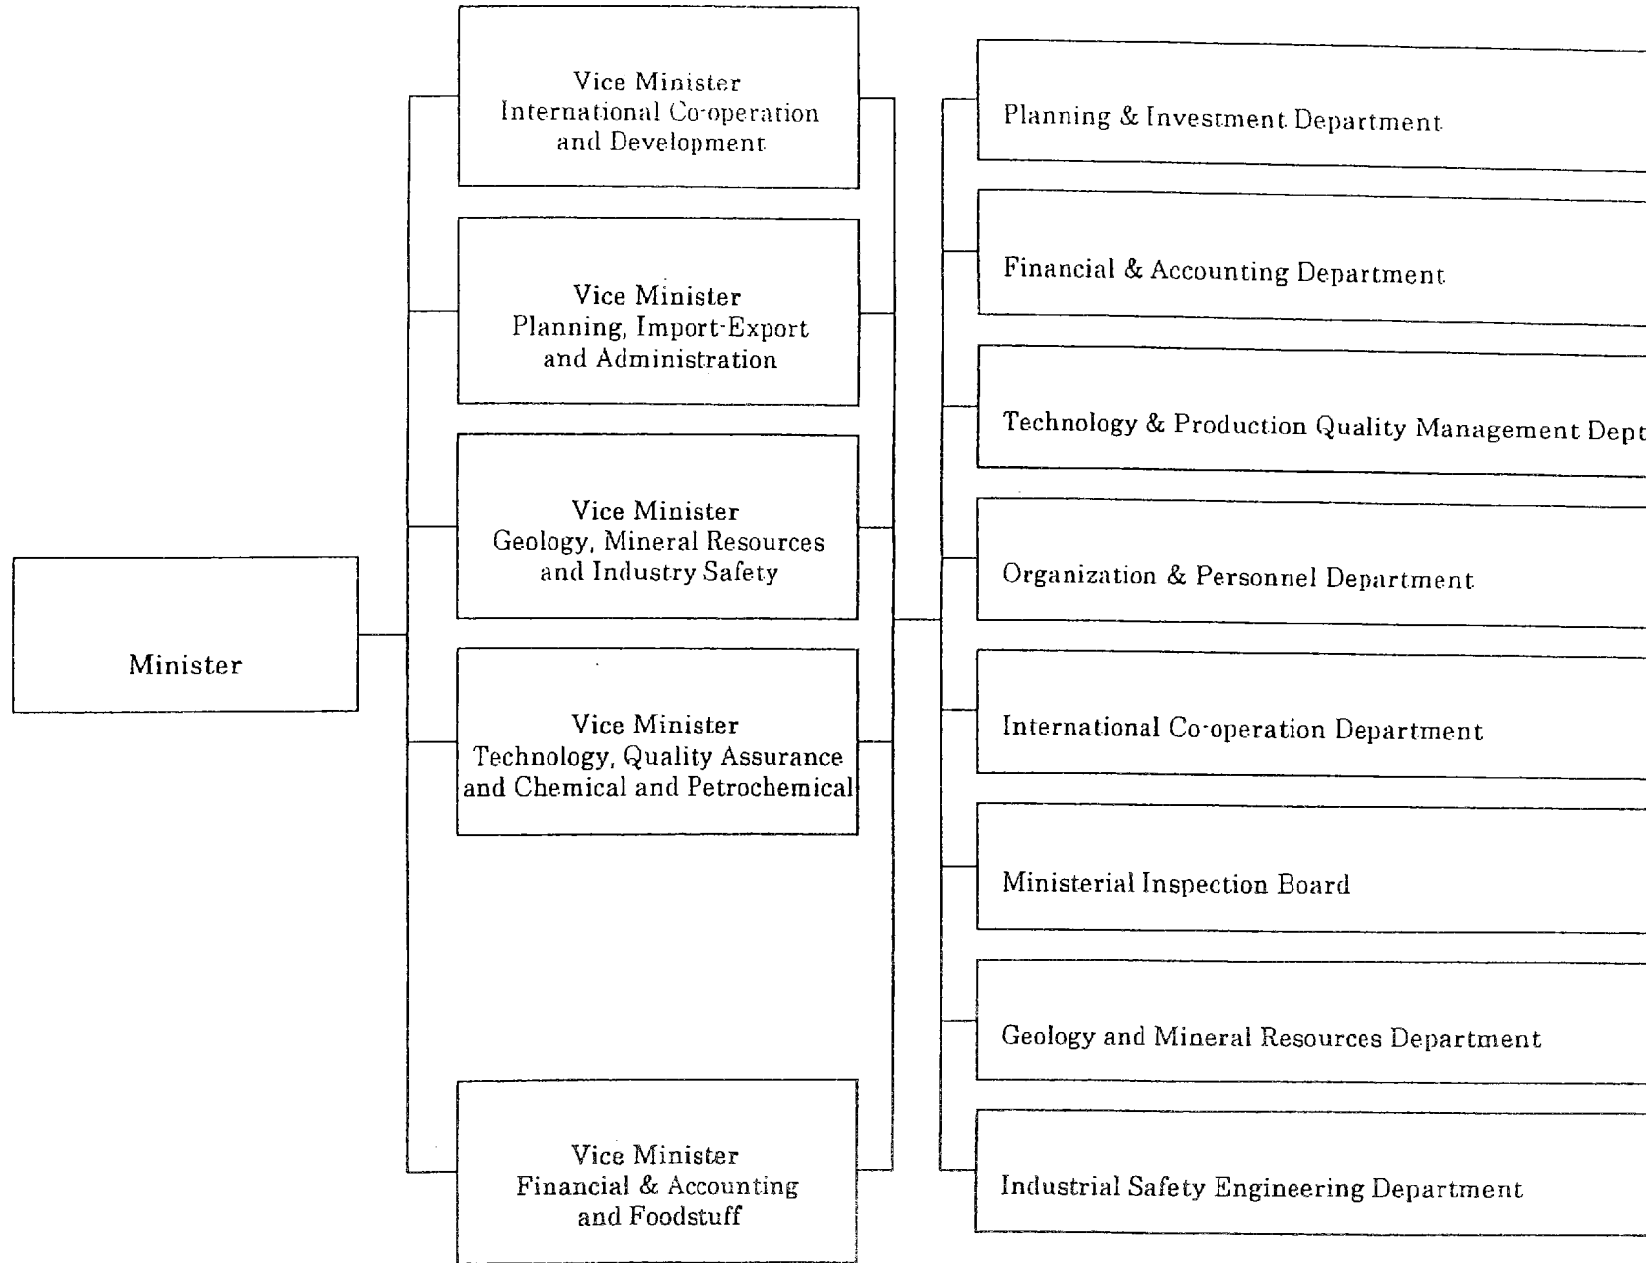 Minister
Vice Minister
International Co-operation
and Development
Vice Minister
Planning, Import-Export
and Administration
Vice Minister
Geology, Mineral Resources
and Industry Safety
Vice Minister
Technology, Quality Assurance
and Chemical and Petrochemical
Vice Minister
Financial & Accounting
and Foodstuff
Planning & Investment Department
Financial & Accounting Department
Technology & Production Quality Management Dept
Organization & Personnel Department
International Co-operation Department
Ministerial Inspection Board
Geology and Mineral Resources Department
Industrial Safety Engineering Department